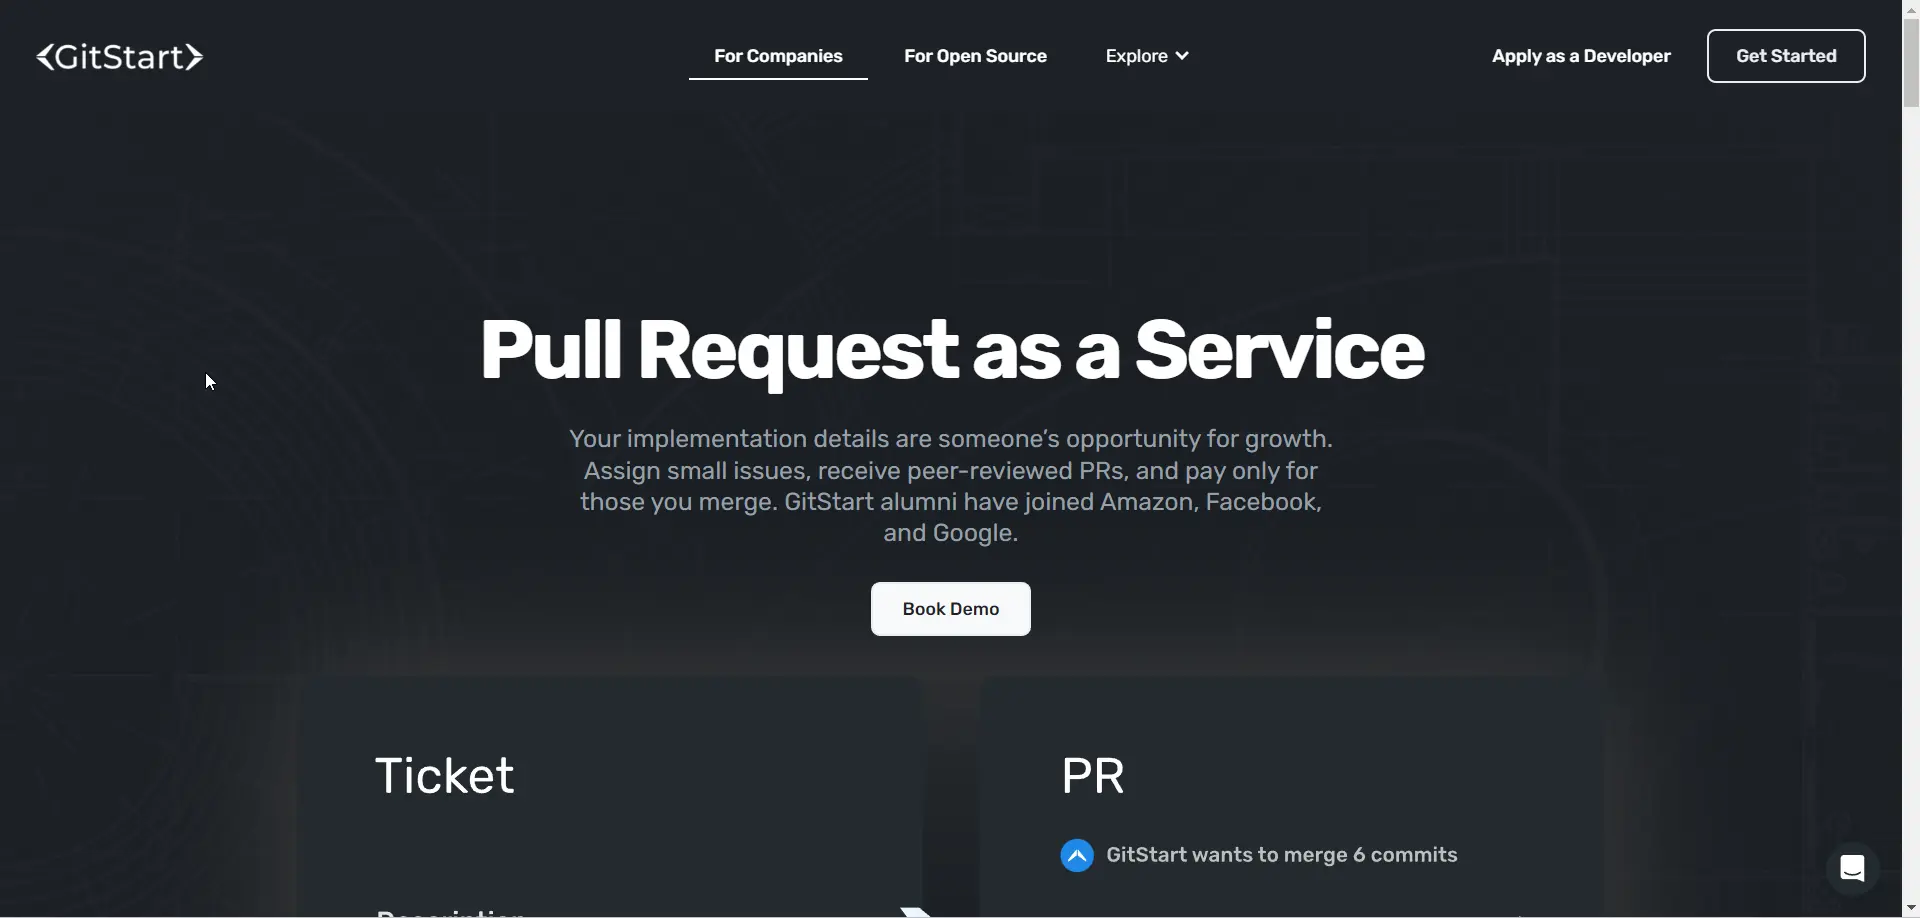 <GitStart>
For Companies
For Open Source
Explore
Apply as a Developer
Get Started
Pull Request as a Service
Your implementation details are someone’s opportunity for growth.
Assign small issues, receive peer-reviewed PRs, and pay only for
those you merge. GitStart alumni have joined Amazon, Facebook,
and Google.
Book Demo
Ticket
PR
GitStart wants to merge 6 commits
Description